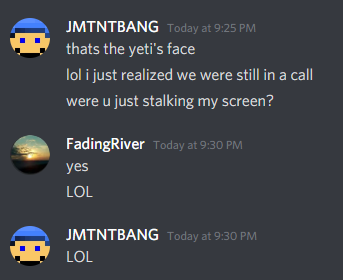 JMTNTBANG Today at 9:25 PM
thats the yeti's face
lol i just realized we were still in a call
were u just stalking my screen?
FadingRiver Today at 9:30 PM
yes
LOL
JMTNTBANG Today at 9:30 PM
LOL